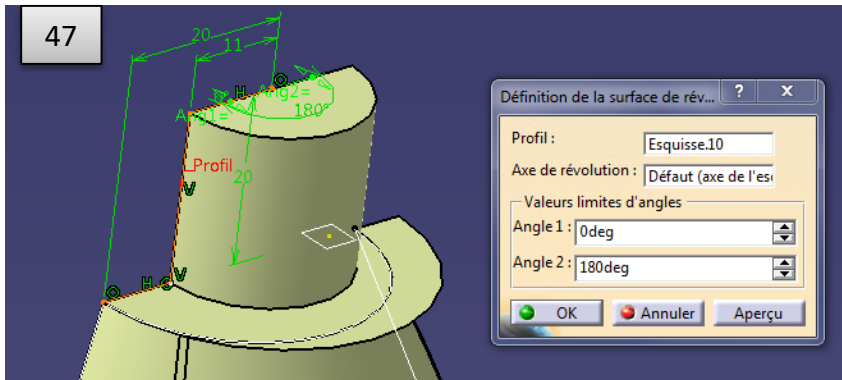 47
20
11
H
Ang2=
Ang1=
180°
Profil
20
V
H
V
Définition de la surface de rév... ? X
Profil : Esquisse.10
Axe de révolution : Défaut (axe de l'es
Valeurs limites d'angles
Angle 1 : 0deg
Angle 2 : 180deg
OK Annuler Aperçu